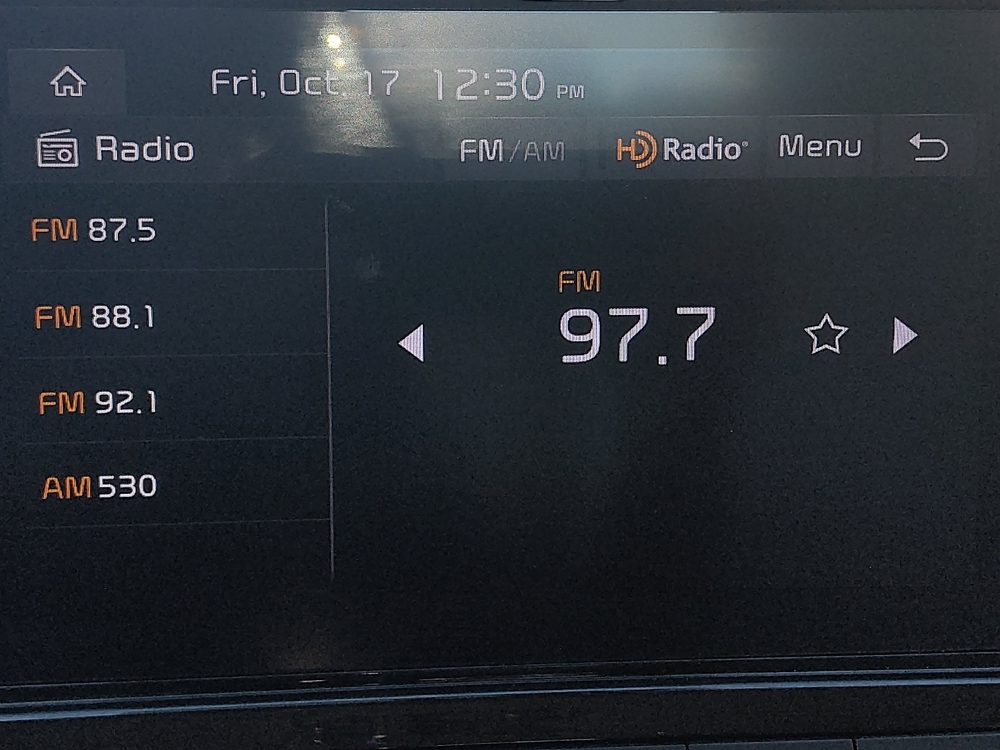 Fri, Oct. 17 12:30 PM
Radio FM/AM HD Radio® Menu
FM 87.5
FM 88.1
FM 92.1
AM 530
FM
97.7